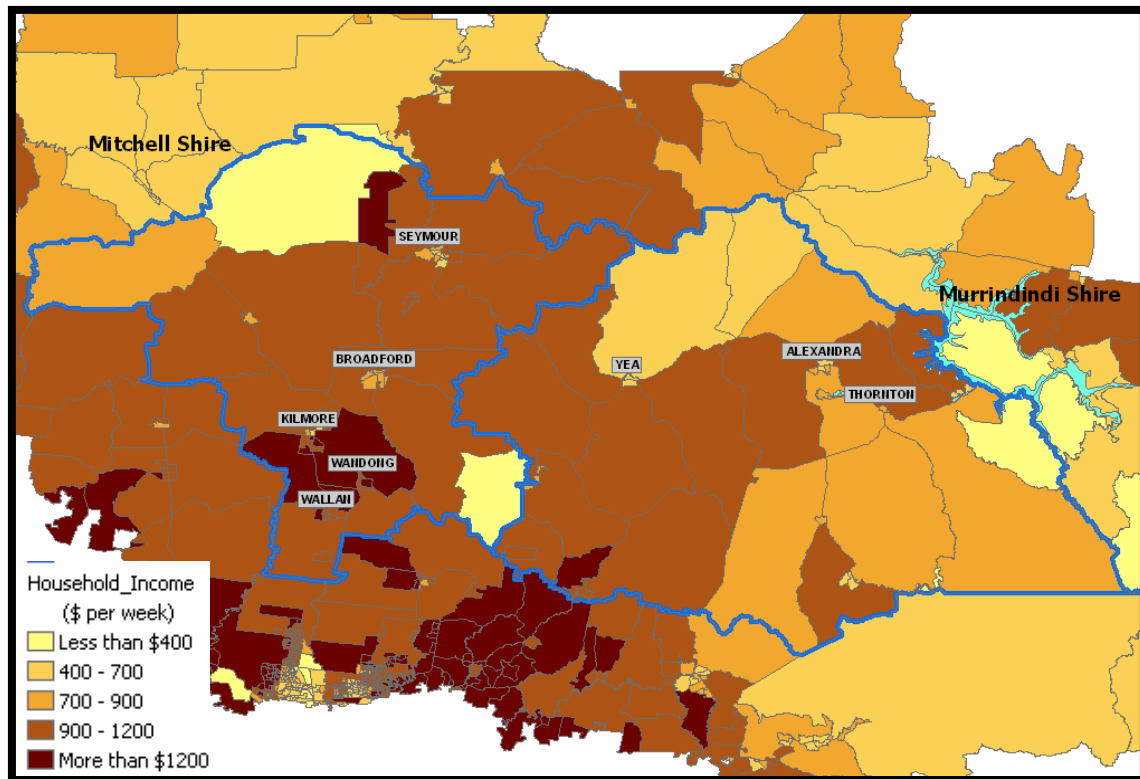 Mitchell Shire
SEYMOUR
Murrindindi Shire
BROADFORD
YEA
ALEXANDRA
THORNTON
KILMORE
WANDONG
WALLAN
Household_Income
($ per week)
Less than $400
400 - 700
700 - 900
900 - 1200
More than $1200